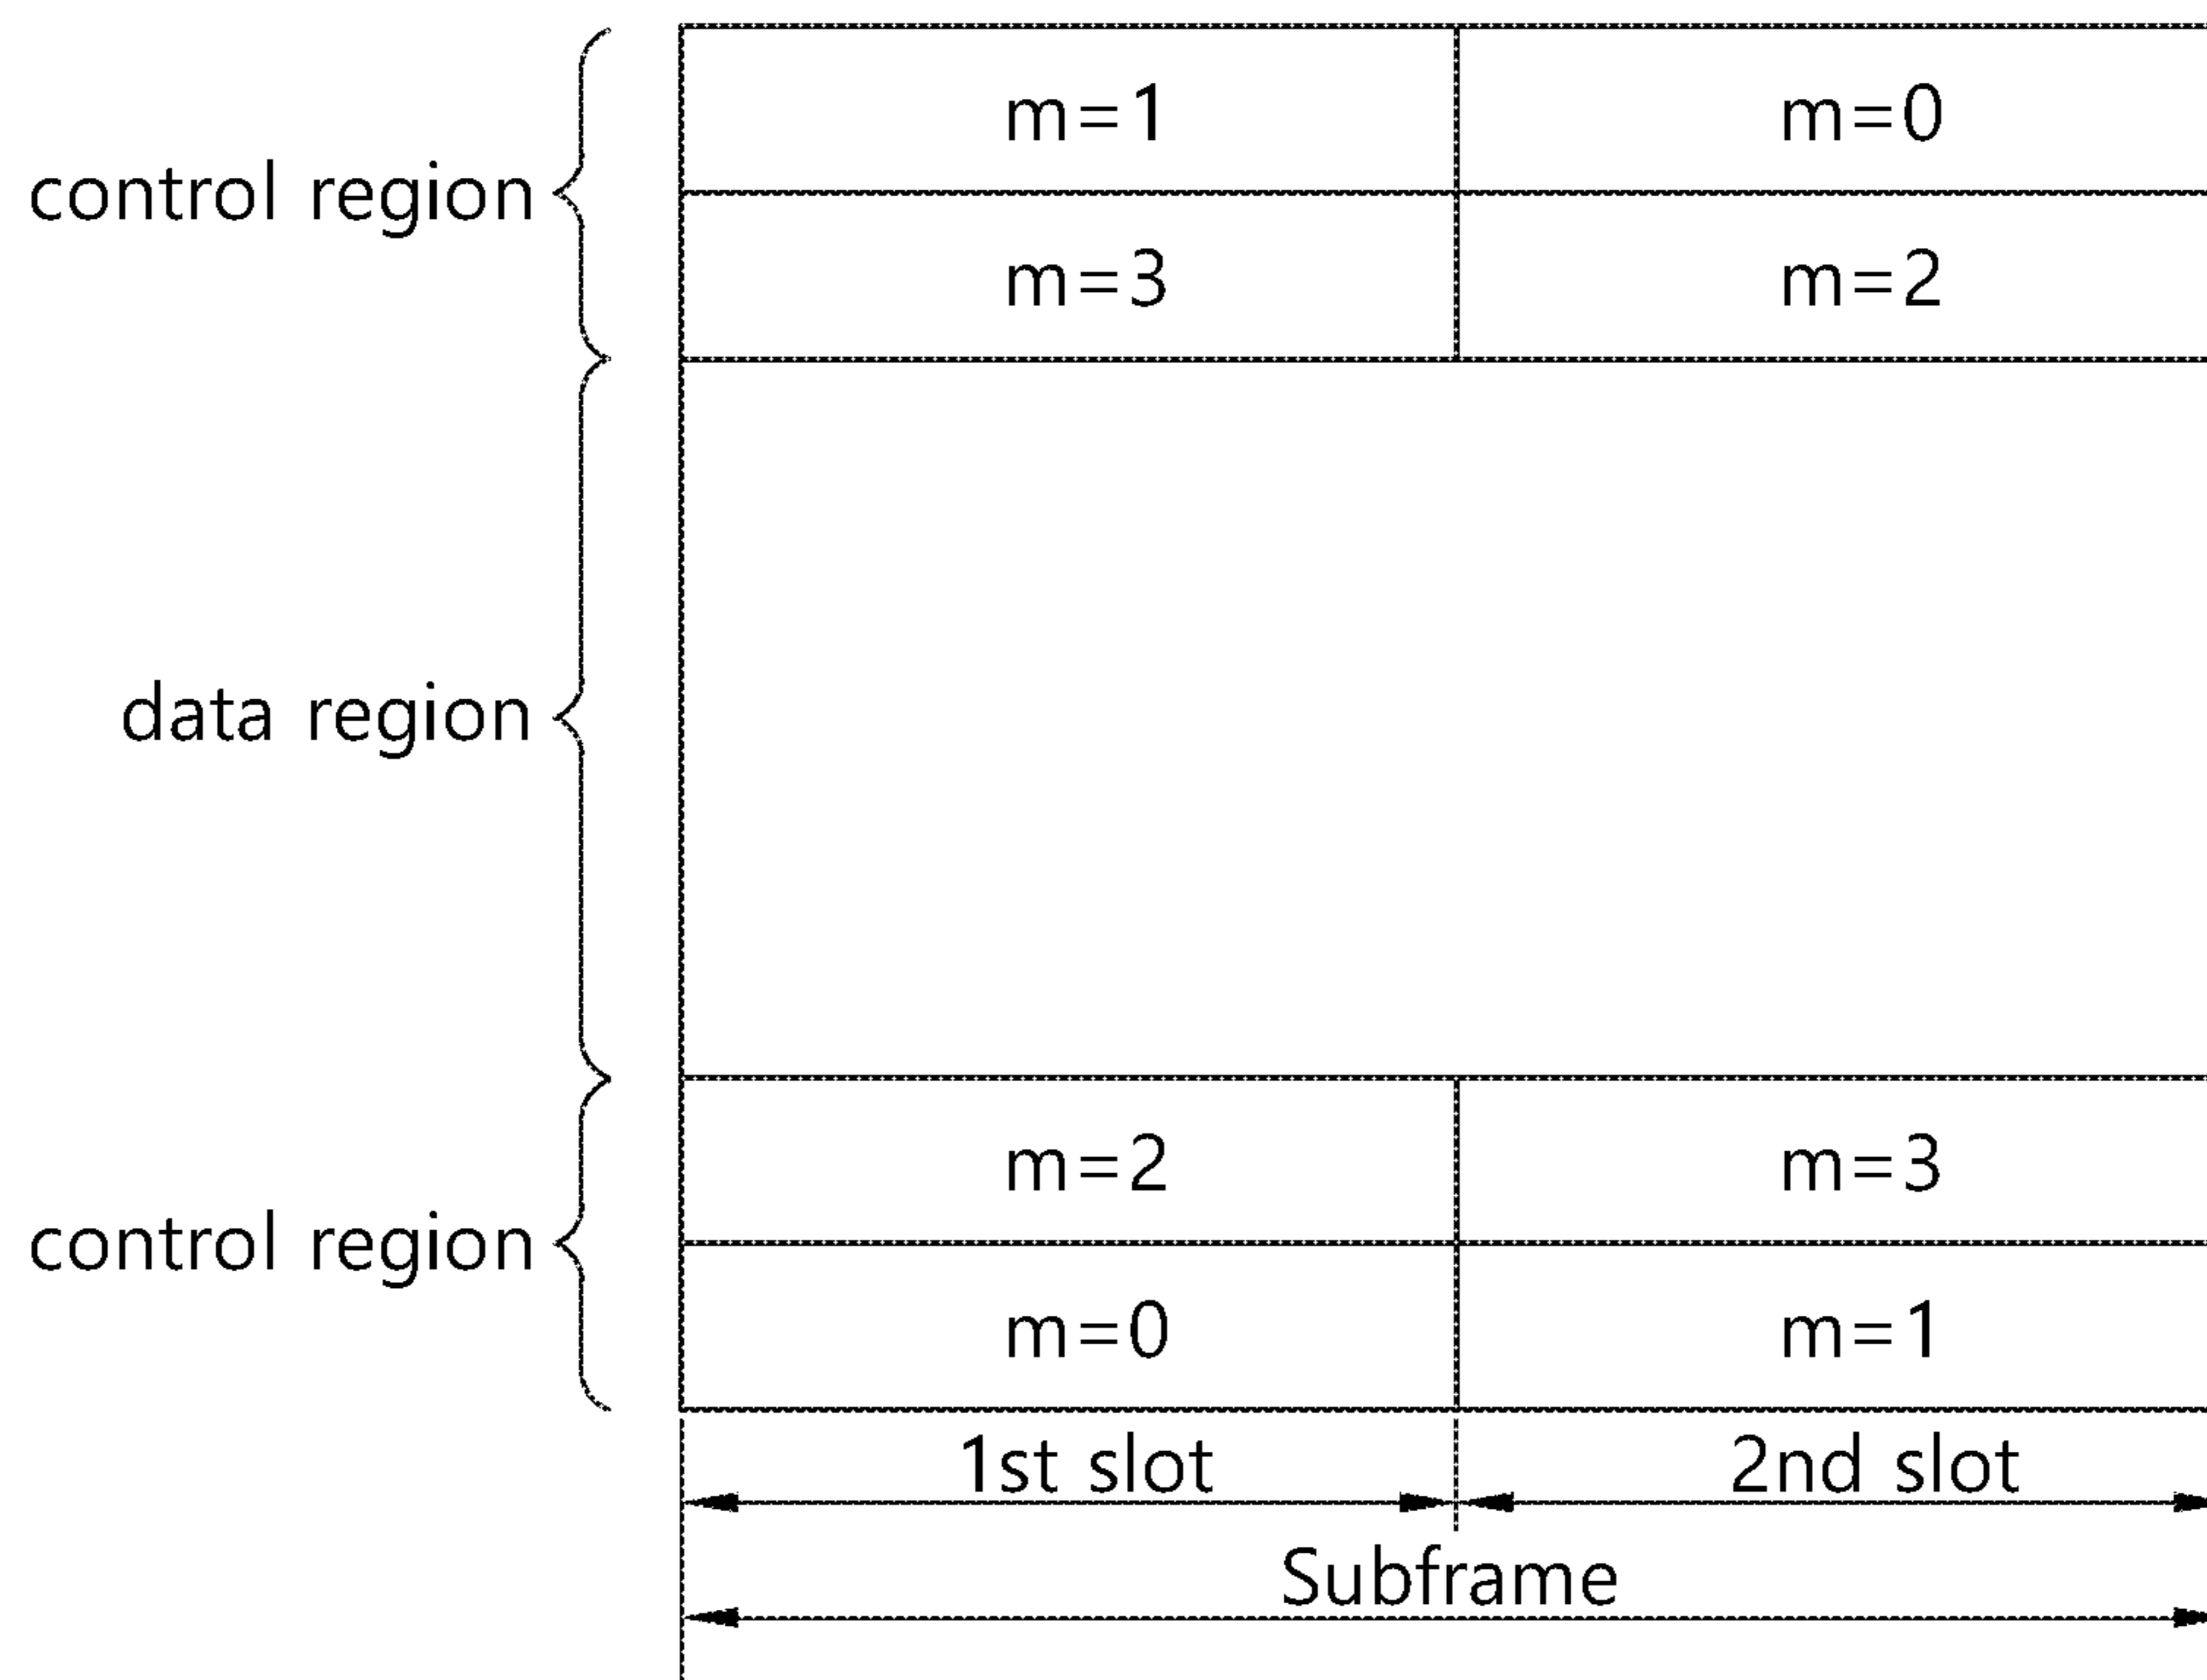 m=1 m=0
control region
m=3 m=2
data region
m=2 m=3
control region
m=0 m=1
1st slot 2nd slot
Subframe